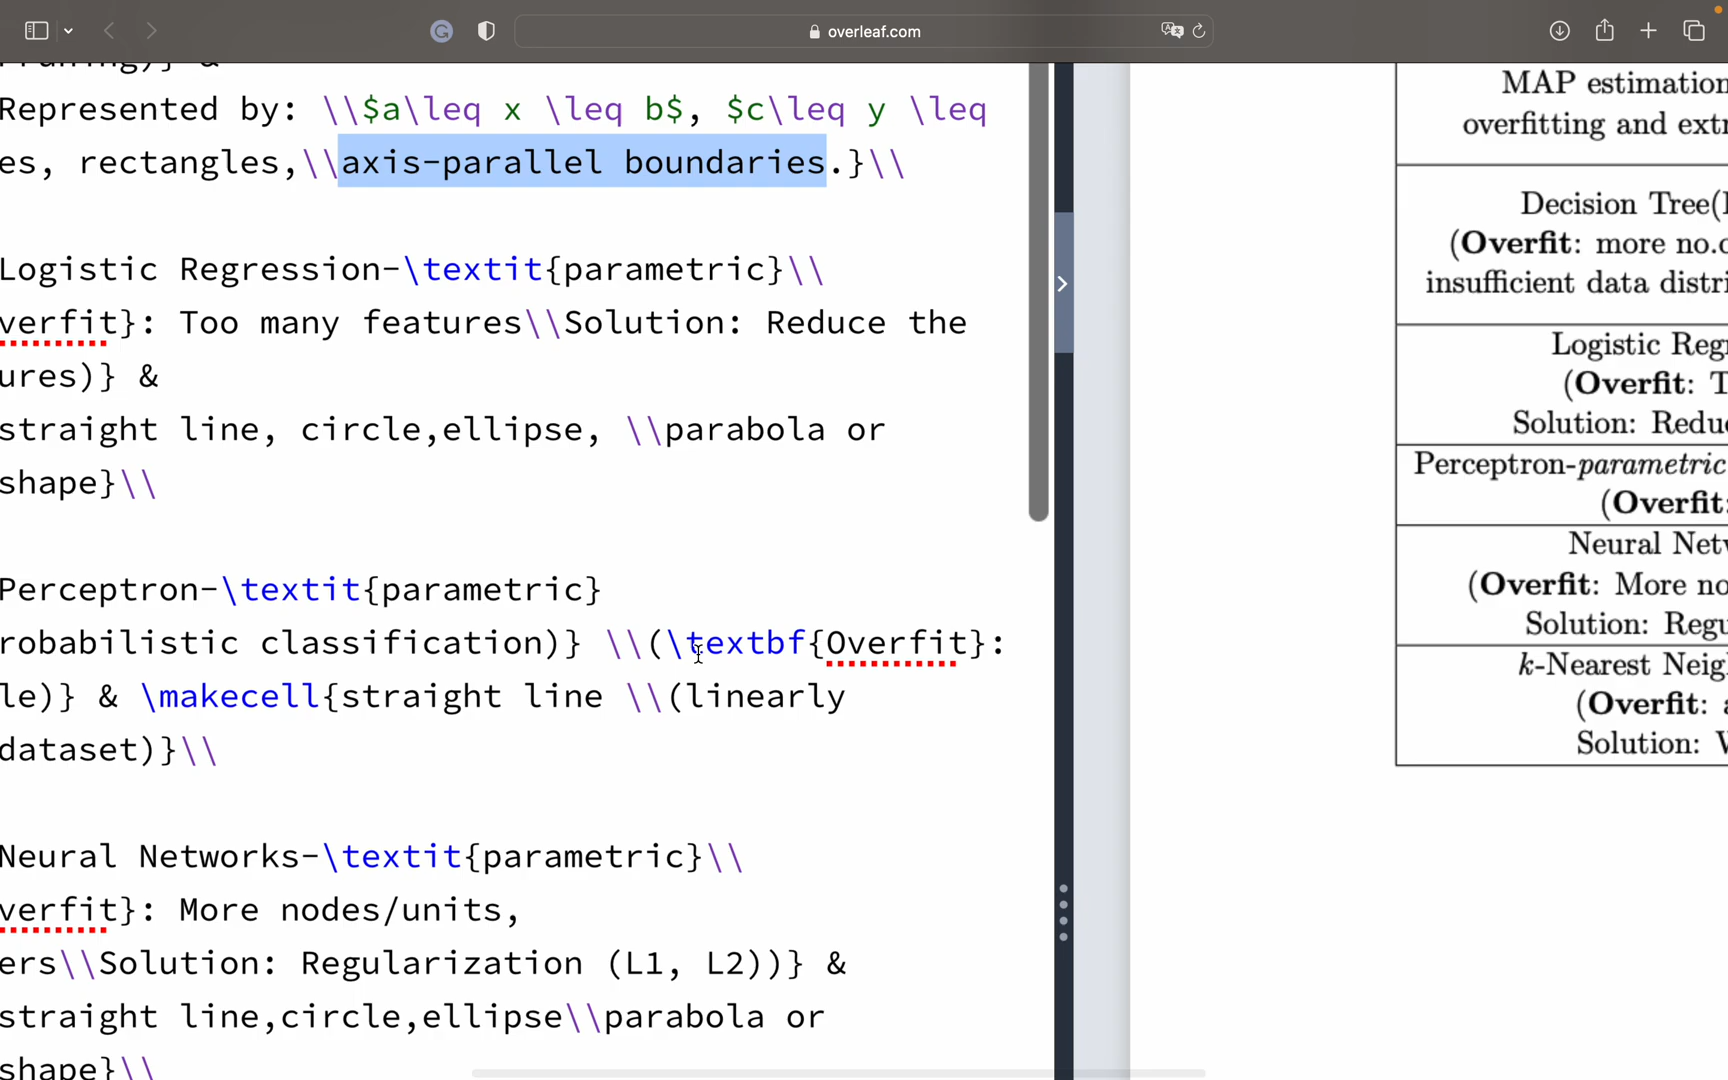 overleaf.com
Represented by: \\$a\leq x \leq b$, $c\leq y \leq
es, rectangles,\\axis-parallel boundaries.}\\
Logistic Regression-\textit{parametric}\\
verfit}: Too many features\\Solution: Reduce the
ures)} &
straight line, circle,ellipse, \\parabola or
shape}\\
Perceptron-\textit{parametric}
robabilistic classification)} \\(\textbf{Overfit}:
le)} & \makecell{straight line \\(linearly
dataset)}\\
Neural Networks-\textit{parametric}\\
verfit}: More nodes/units,
ers\\Solution: Regularization (L1, L2))} &
straight line,circle,ellipse\\parabola or
shape}\\
MAP estimation
overfitting and extr
Decision Tree(
(Overfit: more no.o
insufficient data distri
Logistic Regr
(Overfit: T
Solution: Reduc
Perceptron-parametric
(Overfit:
Neural Netw
(Overfit: More no
Solution: Regu
k-Nearest Neig
(Overfit: a
Solution: W